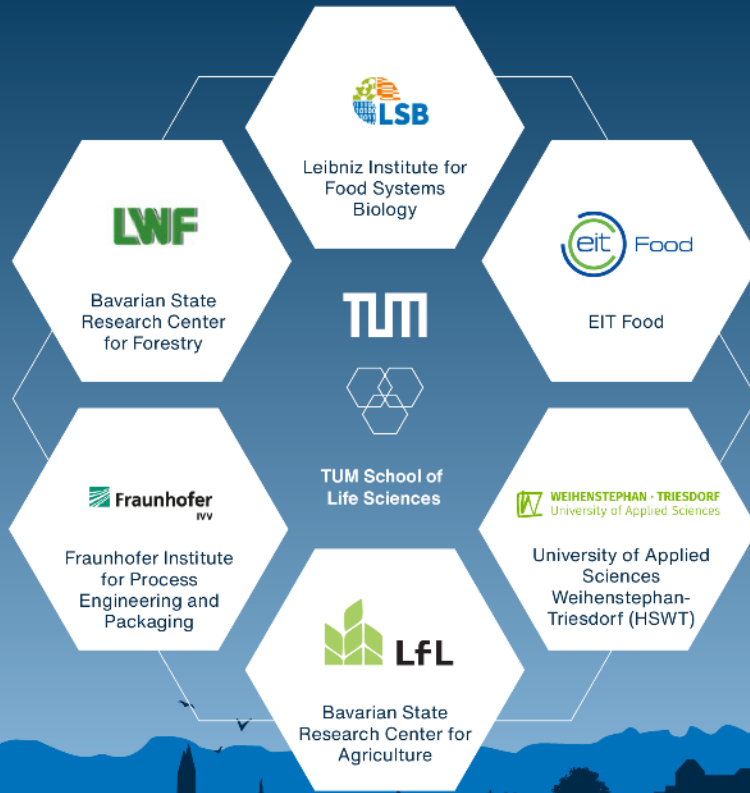 LSB
Leibniz Institute for
Food Systems
Biology
LWF
Bavarian State
Research Center
for Forestry
eit Food
EIT Food
TUM
TUM School of
Life Sciences
Fraunhofer
IVV
Fraunhofer Institute
for Process
Engineering and
Packaging
WEIHENSTEPHAN · TRIESDORF
University of Applied Sciences
University of Applied
Sciences
Weihenstephan-
Triesdorf (HSWT)
LfL
Bavarian State
Research Center for
Agriculture